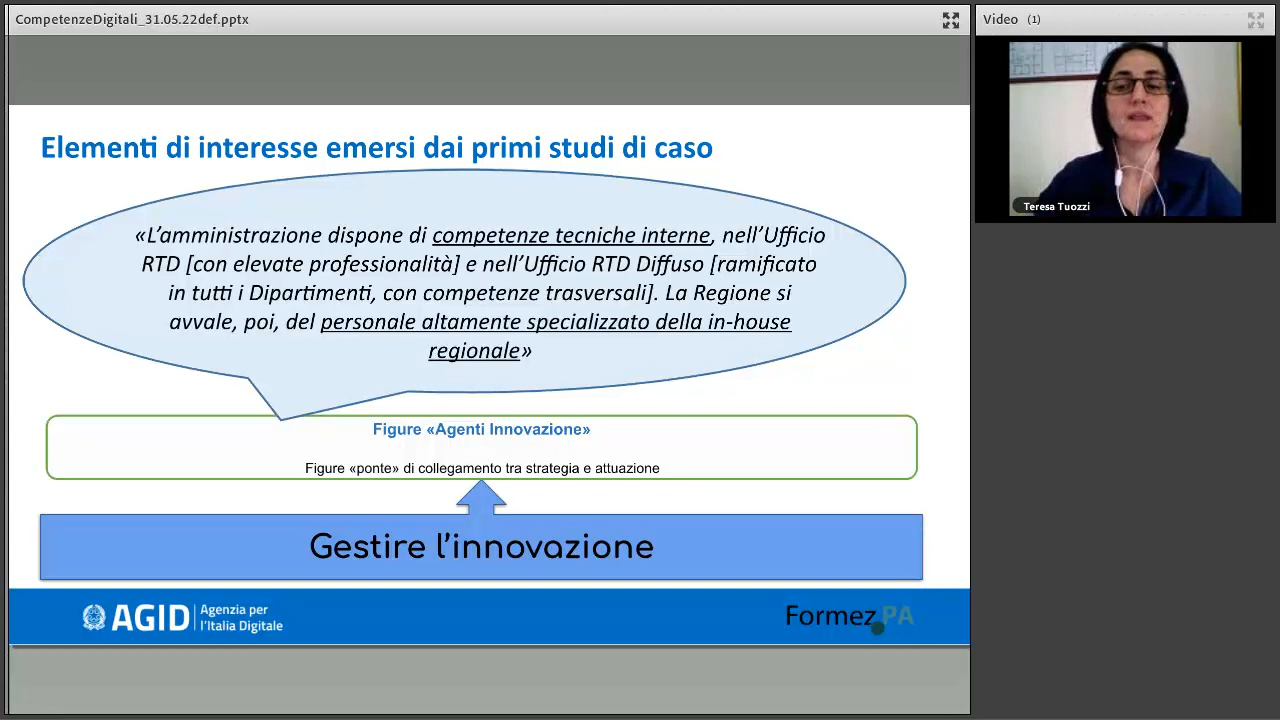 CompetenzeDigitali_31.05.22def.pptx
Video (1)
Teresa Tuozzi
Elementi di interesse emersi dai primi studi di caso
«L’amministrazione dispone di competenze tecniche interne, nell’Ufficio
RTD [con elevate professionalità] e nell’Ufficio RTD Diffuso [ramificato
in tutti i Dipartimenti, con competenze trasversali]. La Regione si
avvale, poi, del personale altamente specializzato della in-house
regionale»
Figure «Agenti Innovazione»
Figure «ponte» di collegamento tra strategia e attuazione
Gestire l’innovazione
AGID
Agenzia per
l’Italia Digitale
Formez PA